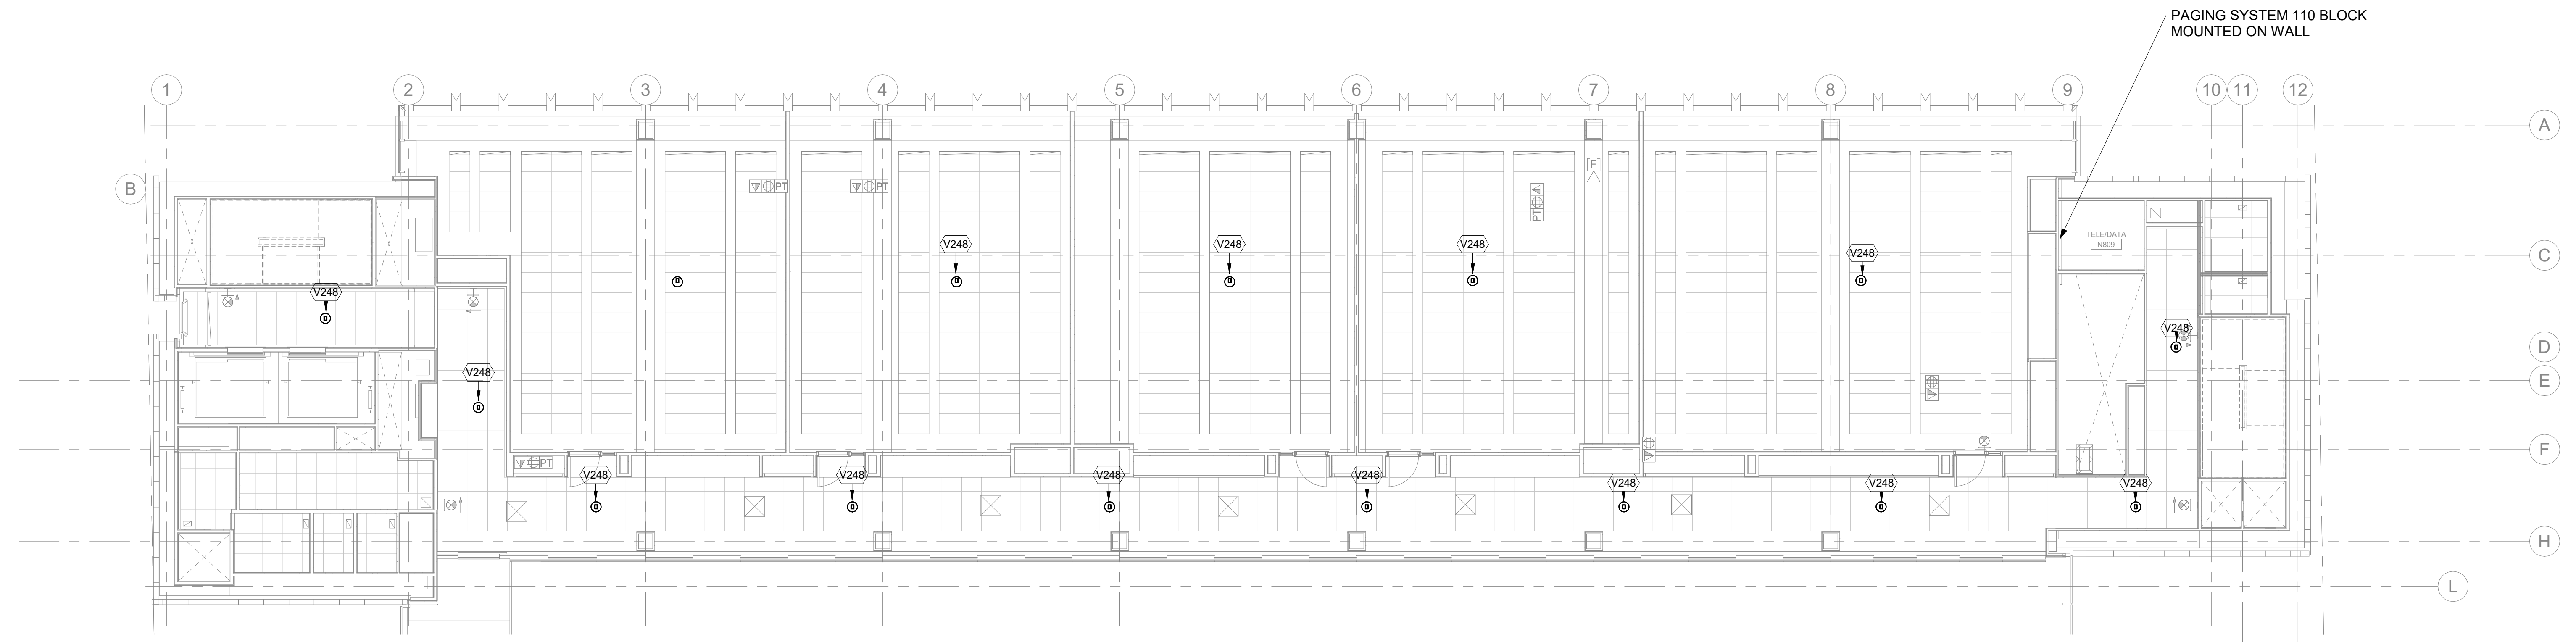 PAGING SYSTEM 110 BLOCK
MOUNTED ON WALL
1 2 3 4 5 6 7 8 9 10 11 12
A
B
PT
PT
F
PT
TELE/DATA
N809
V248
V248
V248
V248
C
V248
V248
D
V248
E
F
PT
V248
V248
V248
V248
V248
V248
V248
H
L